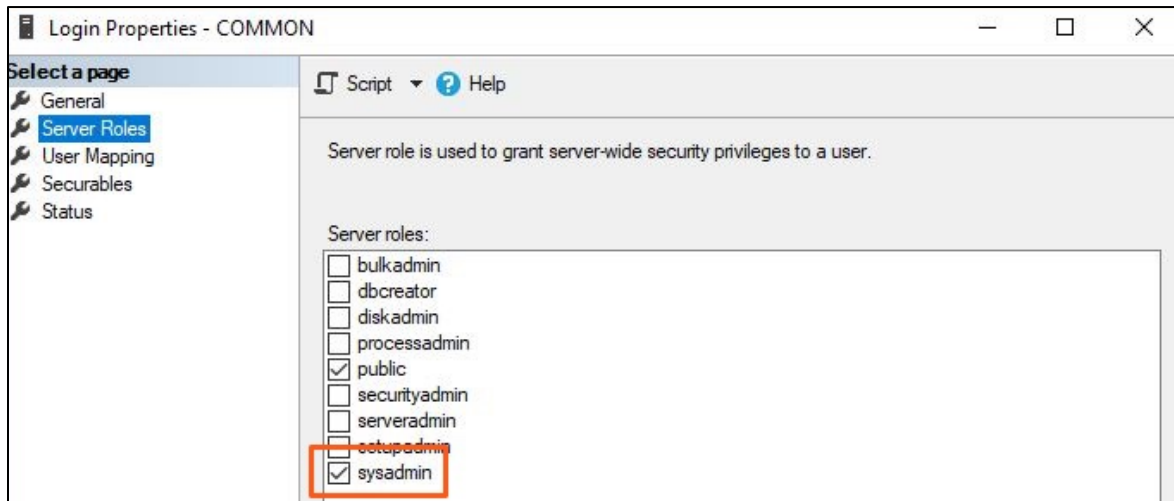 Login Properties - COMMON
Select a page
General
Server Roles
User Mapping
Securables
Status
Script
Help
Server role is used to grant server-wide security privileges to a user.
Server roles:
bulkadmin
dbcreator
diskadmin
processadmin
public
securityadmin
serveradmin
setupadmin
sysadmin